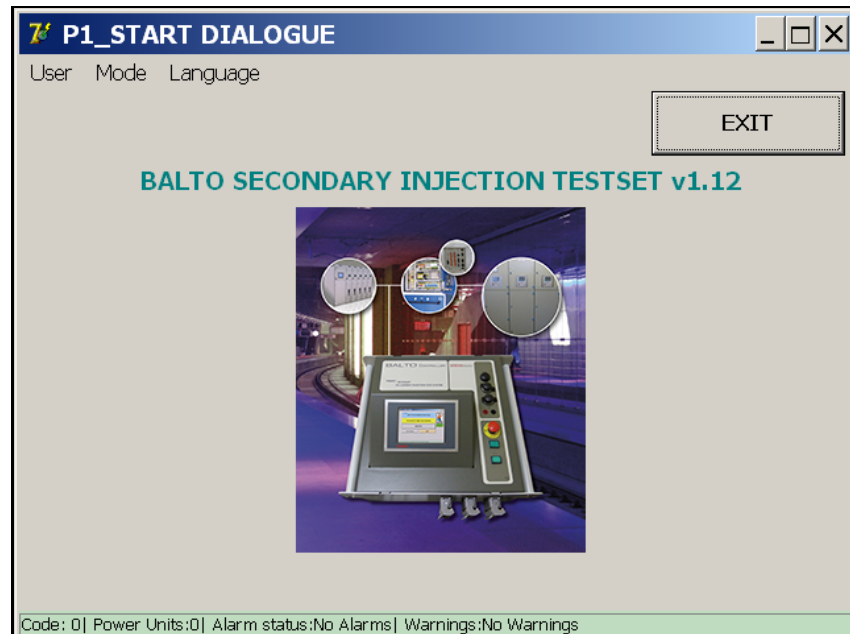 P1_START DIALOGUE
User Mode Language
EXIT
BALTO SECONDARY INJECTION TESTSET v1.12
BALTO
Code: 0| Power Units:0| Alarm status:No Alarms| Warnings:No Warnings